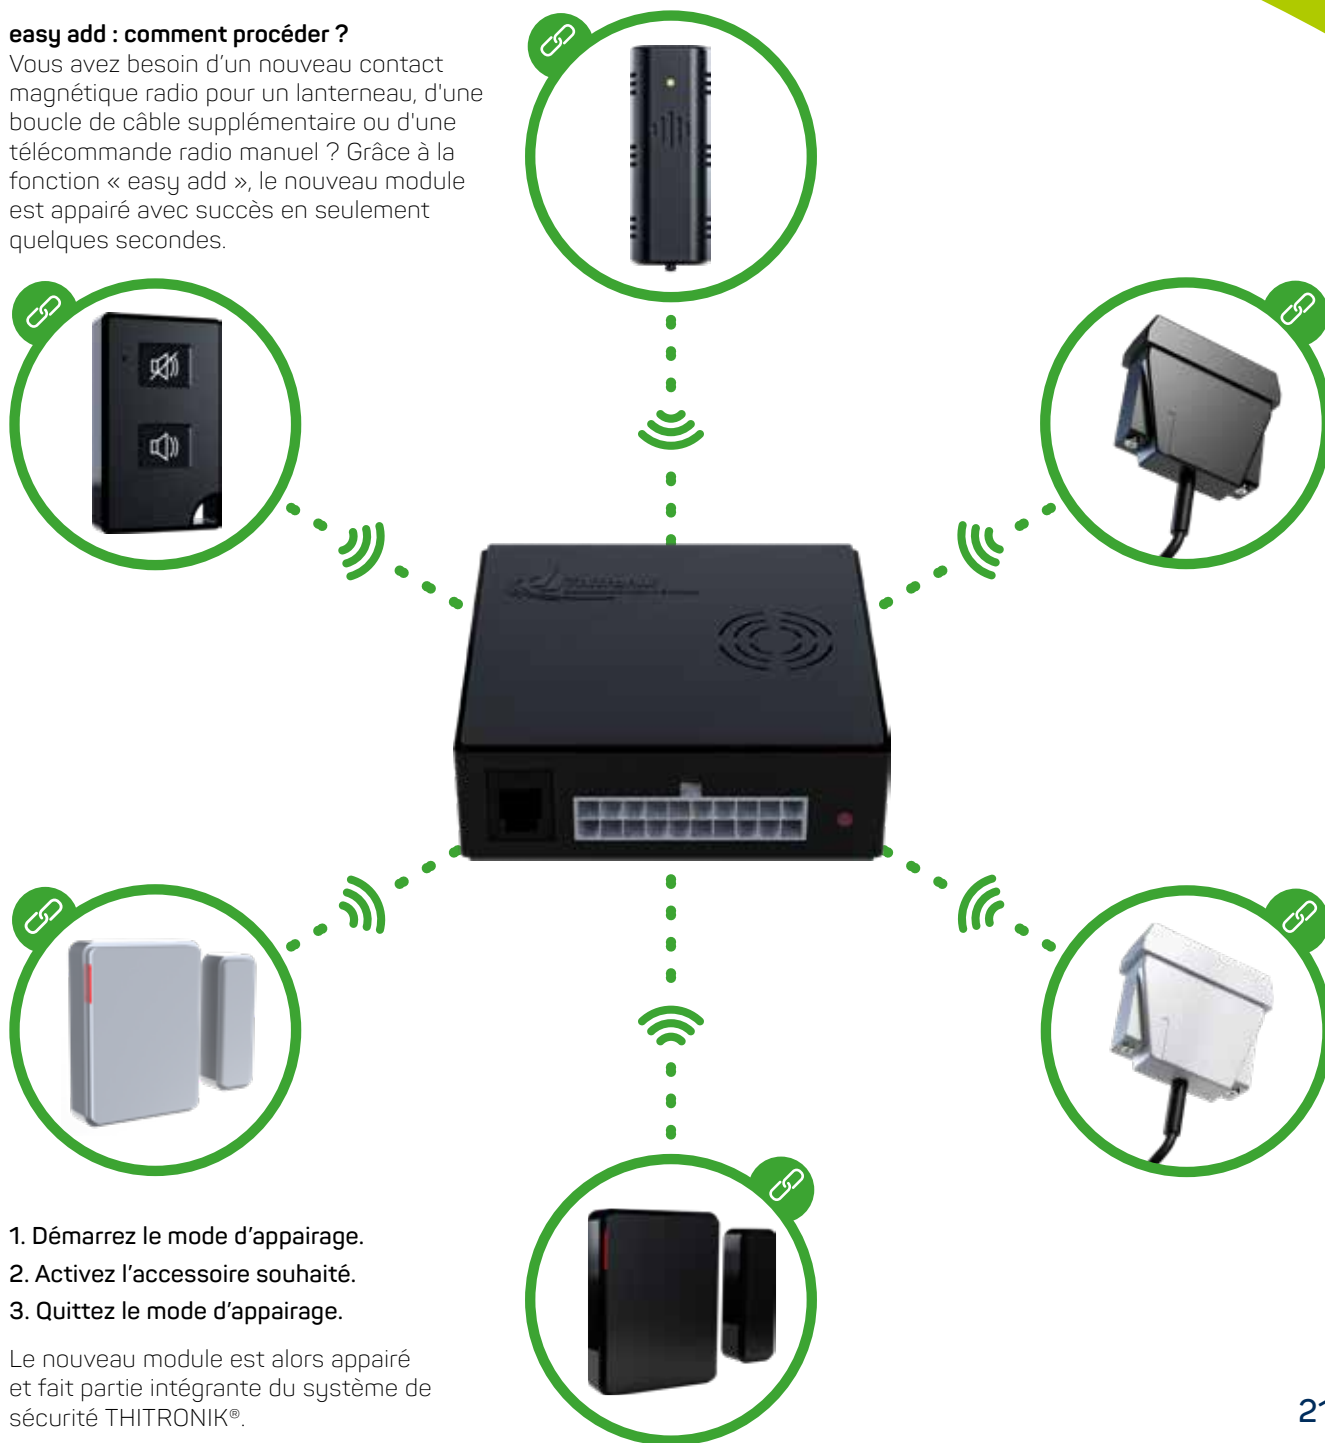 easy add : comment procéder ?
Vous avez besoin d’un nouveau contact
magnétique radio pour un lanterneau, d'une
boucle de câble supplémentaire ou d'une
télécommande radio manuel ? Grâce à la
fonction « easy add », le nouveau module
est appairé avec succès en seulement
quelques secondes.
1. Démarrez le mode d’appairage.
2. Activez l’accessoire souhaité.
3. Quittez le mode d’appairage.
Le nouveau module est alors appairé
et fait partie intégrante du système de
sécurité THITRONIK®.
21